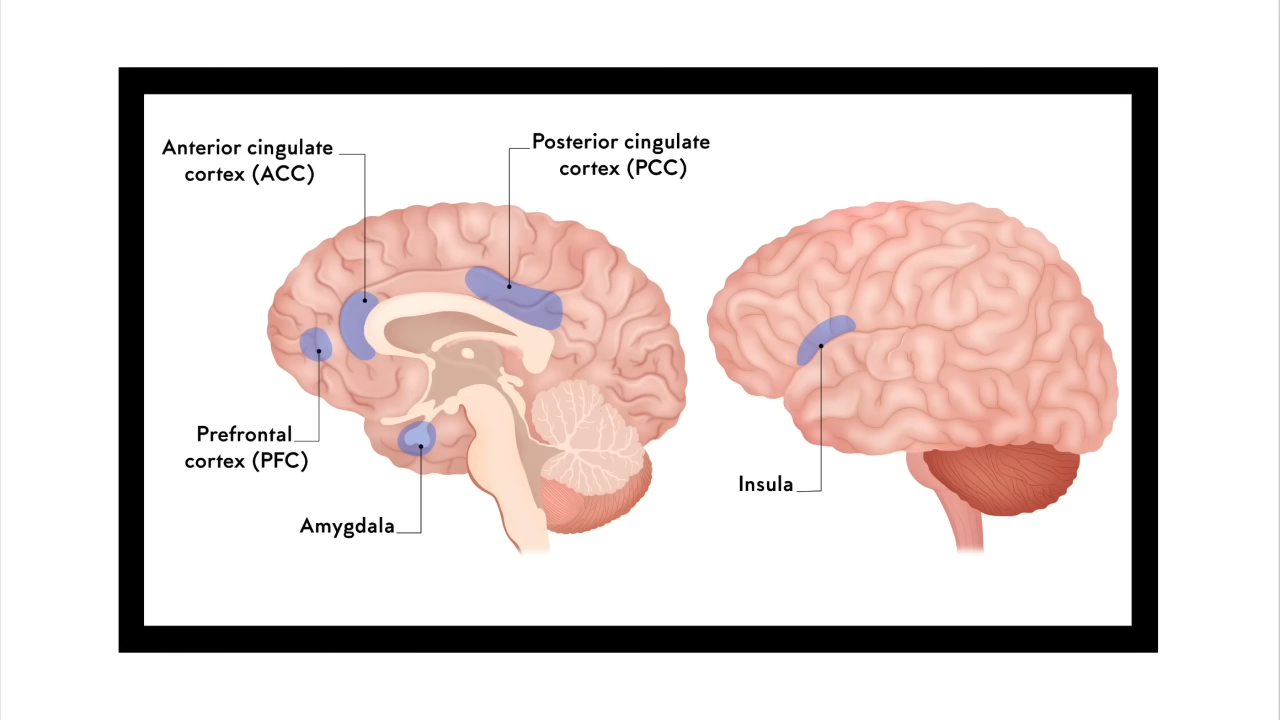 Anterior cingulate
cortex (ACC)
Posterior cingulate
cortex (PCC)
Prefrontal
cortex (PFC)
Amygdala
Insula